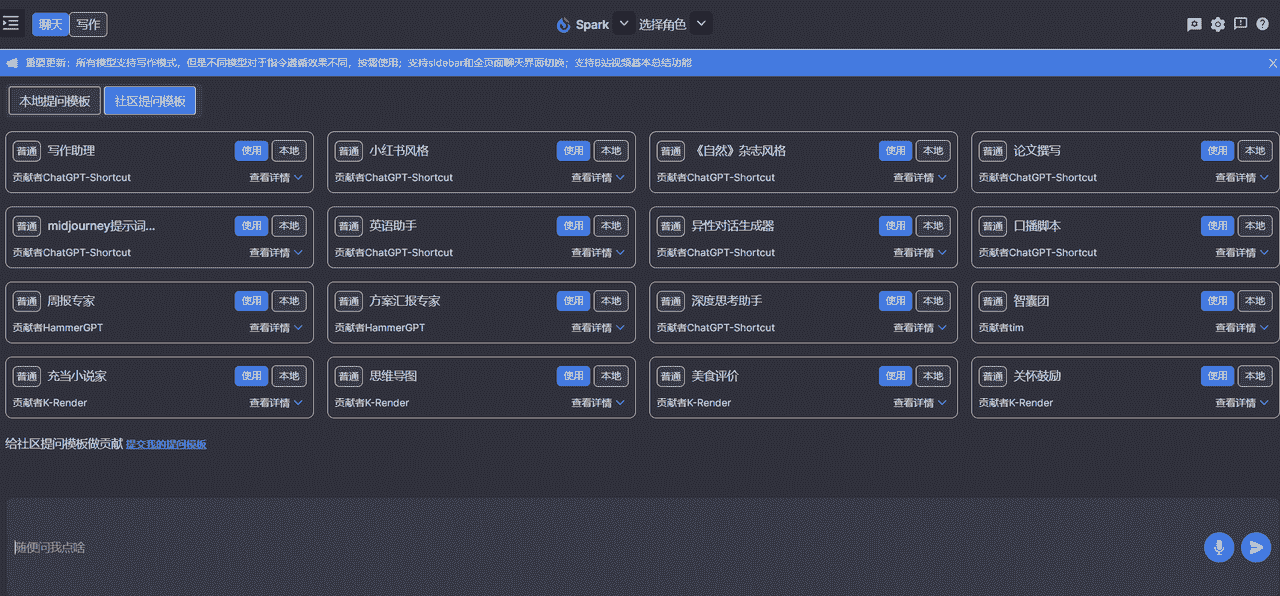 聊天 写作 Spark 选择角色
重要更新：所有模型支持写作模式，但是不同模型对于指令遵循效果不同，按需使用；支持sidebar和全页面聊天界面切换；支持B站视频基本总结功能
本地提问模板 社区提问模板
普通 写作助理 使用 本地 普通 小红书风格 使用 本地 普通 《自然》杂志风格 使用 本地 普通 论文撰写 使用 本地
贡献者ChatGPT-Shortcut 查看详情 贡献者ChatGPT-Shortcut 查看详情 贡献者ChatGPT-Shortcut 查看详情 贡献者ChatGPT-Shortcut 查看详情
普通 midjourney提示词... 使用 本地 普通 英语助手 使用 本地 普通 异性对话生成器 使用 本地 普通 口播脚本 使用 本地
贡献者ChatGPT-Shortcut 查看详情 贡献者ChatGPT-Shortcut 查看详情 贡献者ChatGPT-Shortcut 查看详情 贡献者ChatGPT-Shortcut 查看详情
普通 周报专家 使用 本地 普通 方案汇报专家 使用 本地 普通 深度思考助手 使用 本地 普通 智囊团 使用 本地
贡献者HammerGPT 查看详情 贡献者HammerGPT 查看详情 贡献者ChatGPT-Shortcut 查看详情 贡献者tim 查看详情
普通 充当小说家 使用 本地 普通 思维导图 使用 本地 普通 美食评价 使用 本地 普通 关怀鼓励 使用 本地
贡献者K-Render 查看详情 贡献者K-Render 查看详情 贡献者K-Render 查看详情 贡献者K-Render 查看详情
给社区提问模板做贡献 提交我的提问模板
随便问我点啥